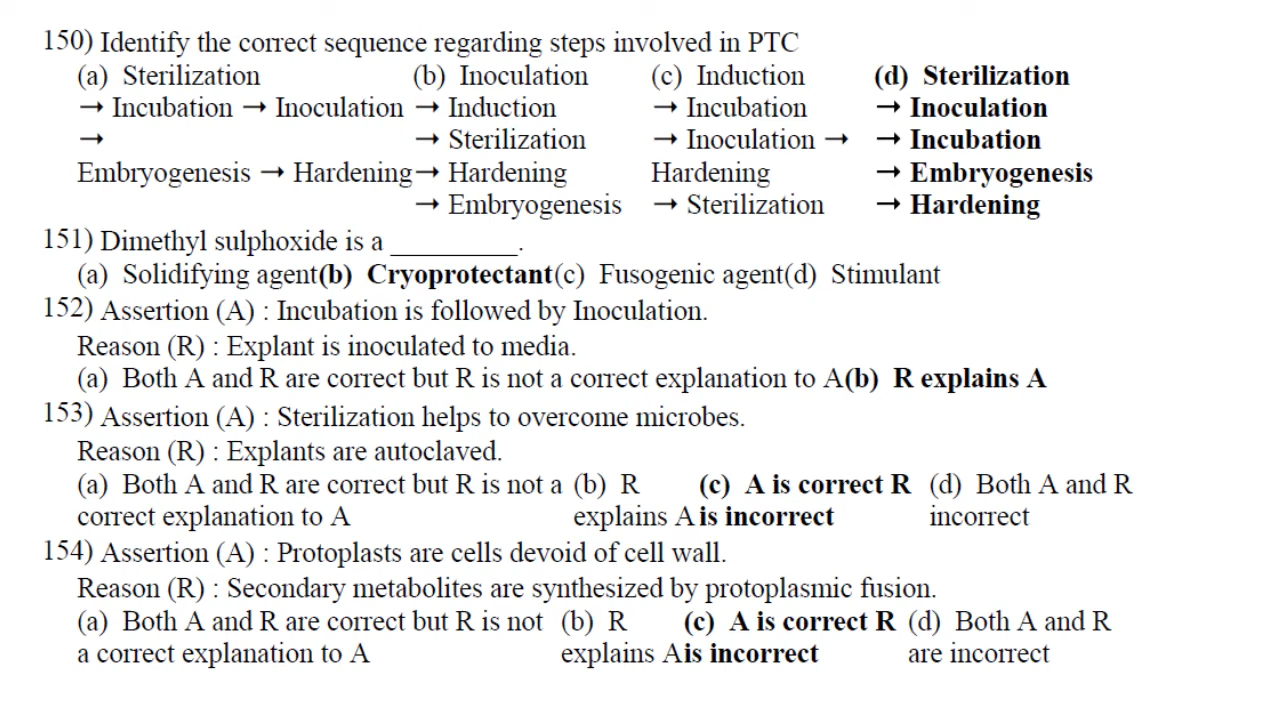 150) Identify the correct sequence regarding steps involved in PTC
(a) Sterilization (b) Inoculation (c) Induction (d) Sterilization
→ Incubation → Inoculation → Induction → Incubation → Inoculation
→ → Sterilization → Inoculation → → Incubation
Embryogenesis → Hardening → Hardening Hardening → Embryogenesis
→ Embryogenesis → Sterilization → Hardening
151) Dimethyl sulphoxide is a _________.
(a) Solidifying agent(b) Cryoprotectant(c) Fusogenic agent(d) Stimulant
152) Assertion (A) : Incubation is followed by Inoculation.
Reason (R) : Explant is inoculated to media.
(a) Both A and R are correct but R is not a correct explanation to A(b) R explains A
153) Assertion (A) : Sterilization helps to overcome microbes.
Reason (R) : Explants are autoclaved.
(a) Both A and R are correct but R is not a (b) R (c) A is correct R (d) Both A and R
correct explanation to A explains A is incorrect incorrect
154) Assertion (A) : Protoplasts are cells devoid of cell wall.
Reason (R) : Secondary metabolites are synthesized by protoplasmic fusion.
(a) Both A and R are correct but R is not (b) R (c) A is correct R (d) Both A and R
a correct explanation to A explains A is incorrect are incorrect